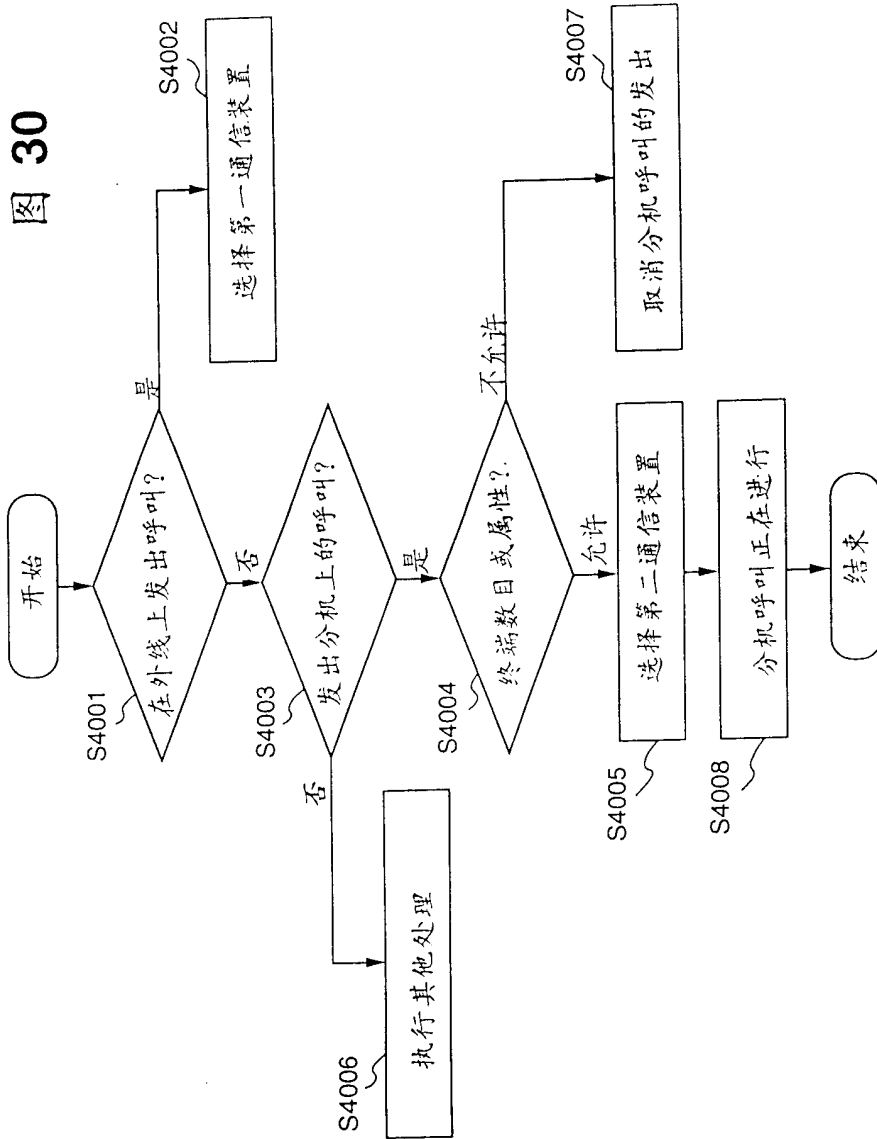 图 30
开始
S4001
在外线上发出呼叫?
是
S4002
选择第一通信装置
否
S4003
发出分机上的呼叫?
否
S4006
执行其他处理
是
S4004
终端数目或属性?
不允许
S4007
取消分机呼叫的发出
允许
S4005
选择第二通信装置
S4008
分机呼叫正在进行
结束